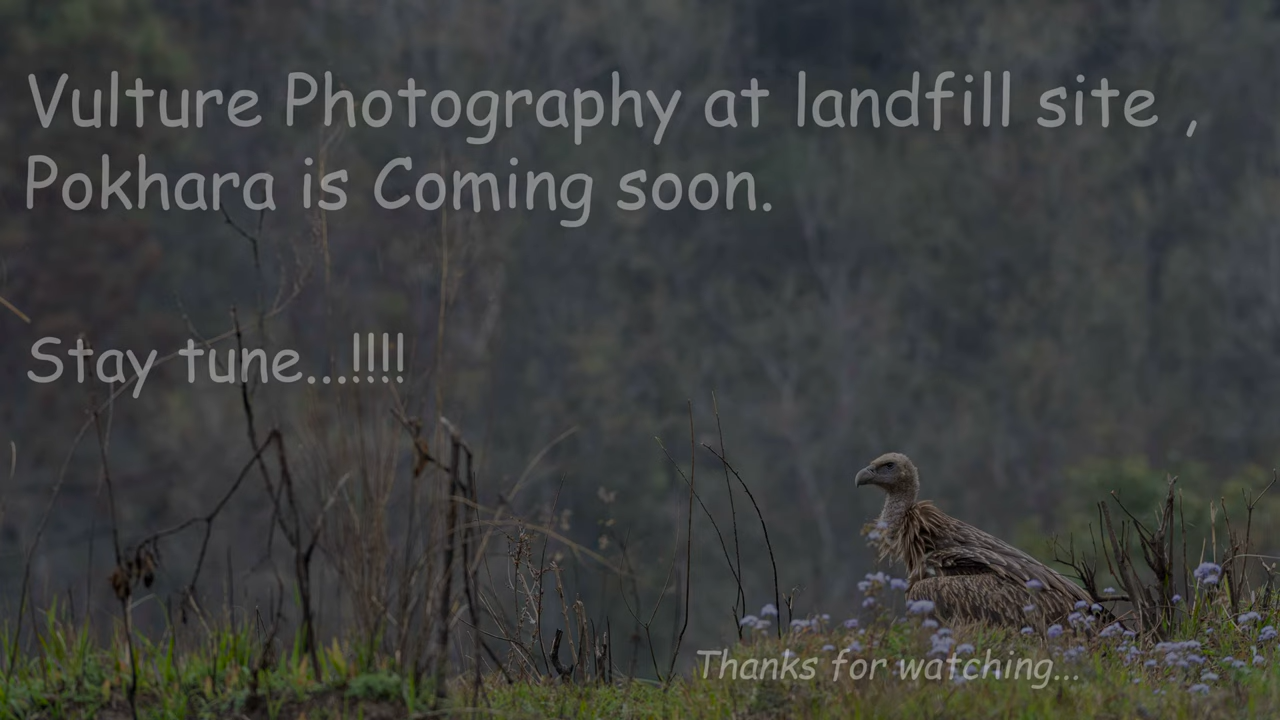 Vulture Photography at landfill site ,
Pokhara is Coming soon.
Stay tune...!!!!
Thanks for watching...